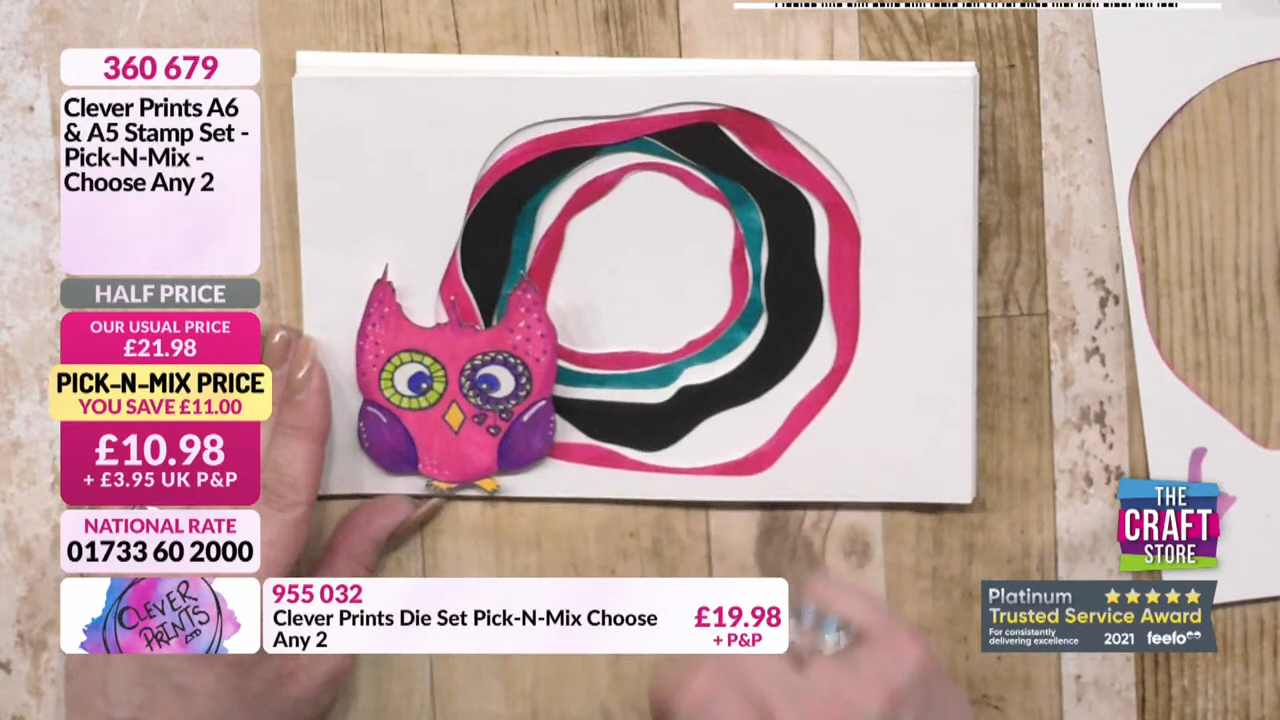 360 679
Clever Prints A6
& A5 Stamp Set -
Pick-N-Mix -
Choose Any 2
HALF PRICE
OUR USUAL PRICE
£21.98
PICK-N-MIX PRICE
YOU SAVE £11.00
£10.98
+ £3.95 UK P&P
NATIONAL RATE
01733 60 2000
CLEVER
PRINTS LTD
955 032
Clever Prints Die Set Pick-N-Mix Choose
Any 2
£19.98
+ P&P
THE
CRAFT
STORE
Platinum
Trusted Service Award
For consistently
delivering excellence
2021 feefo